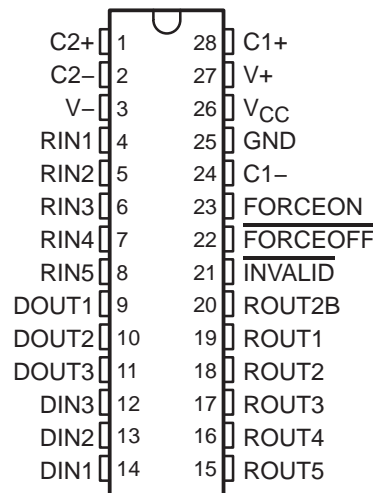 C2+ 1 28 C1+
C2− 2 27 V+
V− 3 26 VCC
RIN1 4 25 GND
RIN2 5 24 C1−
RIN3 6 23 FORCEON
RIN4 7 22 FORCEOFF
RIN5 8 21 INVALID
DOUT1 9 20 ROUT2B
DOUT2 10 19 ROUT1
DOUT3 11 18 ROUT2
DIN3 12 17 ROUT3
DIN2 13 16 ROUT4
DIN1 14 15 ROUT5